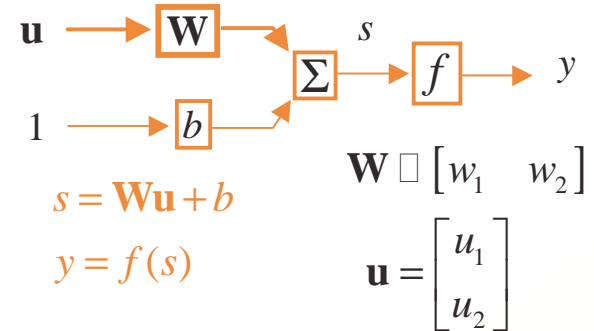 u W Σ s f y
1 b
s = Wu + b
y = f(s)
W □ [w₁ w₂]
u = [u₁
u₂]